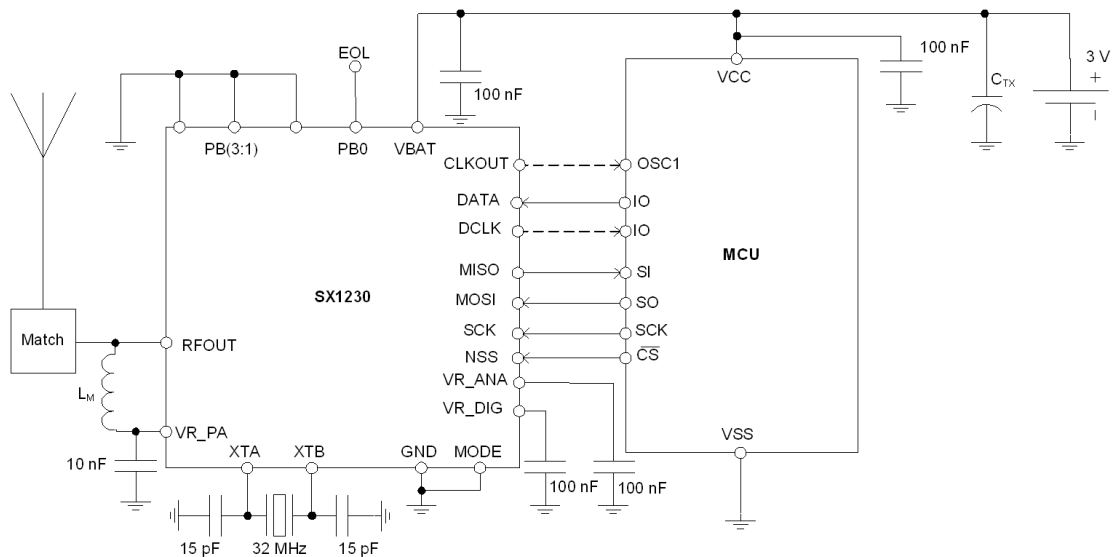 EOL
100 nF
3 V
VCC
C_TX
+
100 nF
PB(3:1)
PB0
VBAT
CLKOUT
OSC1
DATA
IO
DCLK
IO
MCU
MISO
SI
SX1230
MOSI
SO
Match
RFOUT
SCK
SCK
NSS
CS
L_M
VR_ANA
VR_DIG
VR_PA
VSS
XTA
XTB
GND
MODE
10 nF
100 nF
100 nF
15 pF
32 MHz
15 pF